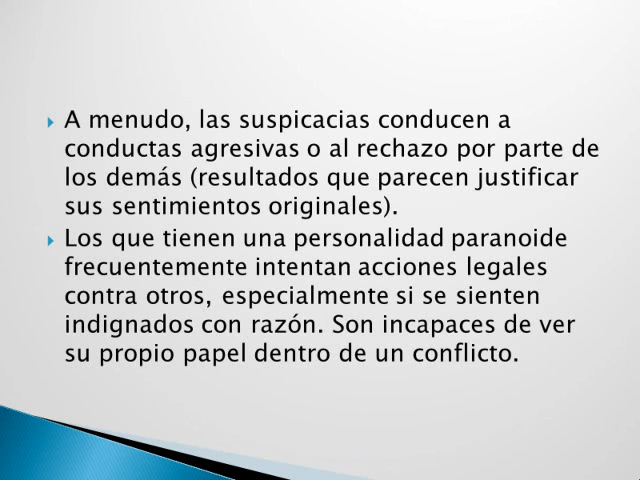 A menudo, las suspicacias conducen a
conductas agresivas o al rechazo por parte de
los demás (resultados que parecen justificar
sus sentimientos originales).
Los que tienen una personalidad paranoide
frecuentemente intentan acciones legales
contra otros, especialmente si se sienten
indignados con razón. Son incapaces de ver
su propio papel dentro de un conflicto.